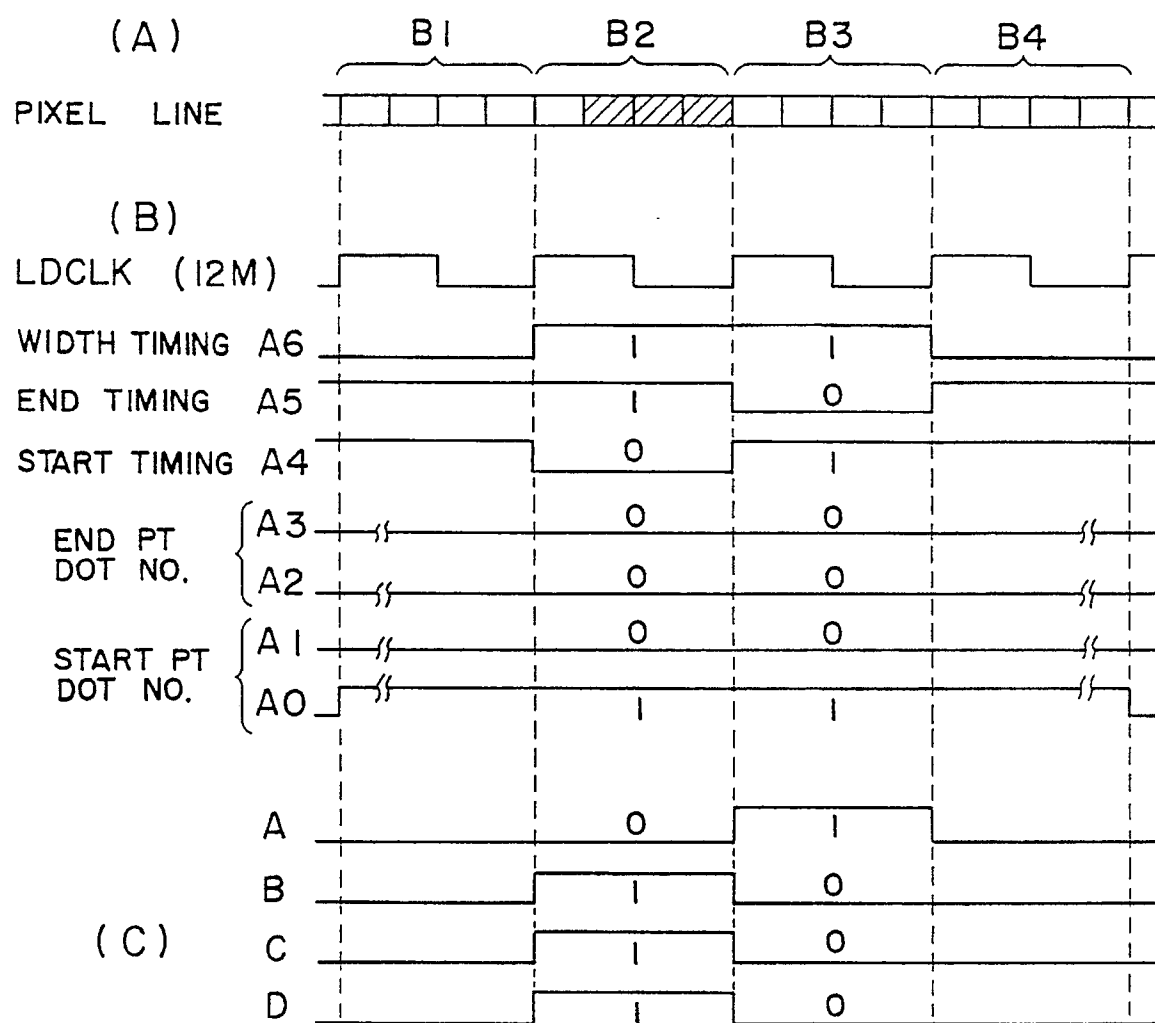 (A) B1 B2 B3 B4
PIXEL LINE
(B)
LDCLK (12M)
WIDTH TIMING A6 1 1
END TIMING A5 1 0
START TIMING A4 0 1
END PT
DOT NO.
A3 0 0
A2 0 0
START PT
DOT NO.
A1 0 0
A0 1 1
A 0 1
B 1 0
(C)
C 1 0
D 1 0